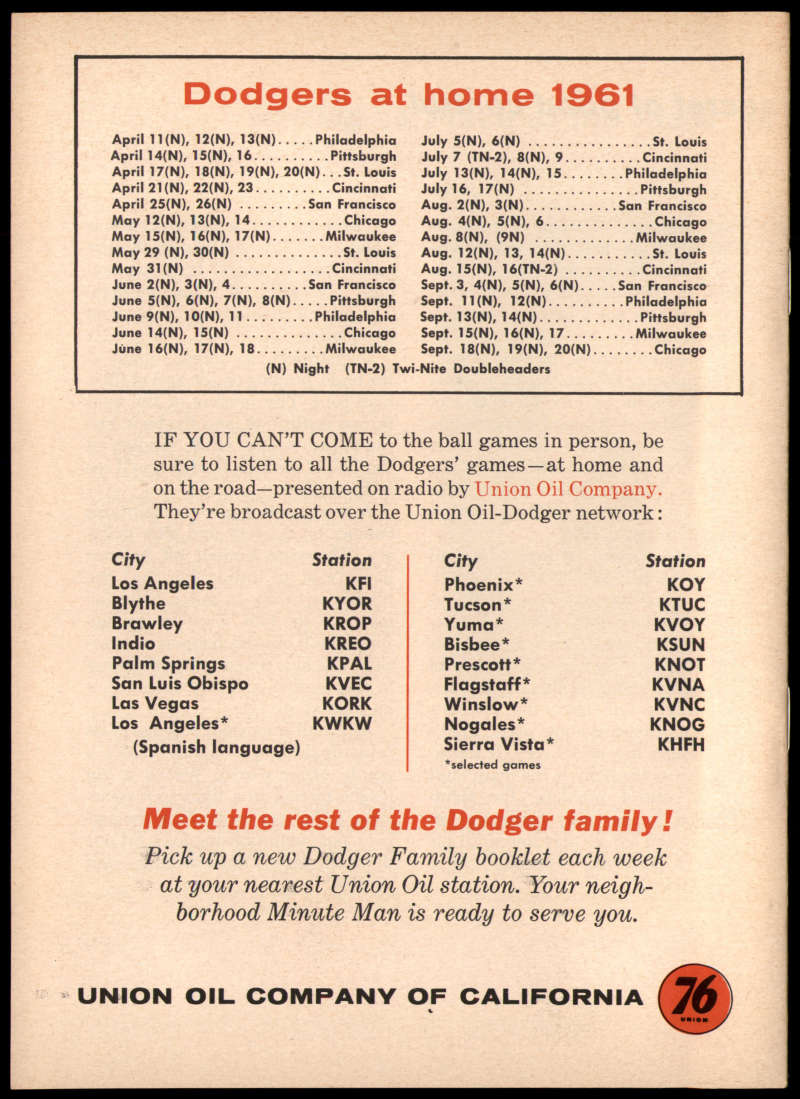 Dodgers at home 1961
April 11(N), 12(N), 13(N).....Philadelphia
April 14(N), 15(N), 16..........Pittsburgh
April 17(N), 18(N), 19(N), 20(N)...St. Louis
April 21(N), 22(N), 23..........Cincinnati
April 25(N), 26(N) .........San Francisco
May 12(N), 13(N), 14............Chicago
May 15(N), 16(N), 17(N).......Milwaukee
May 29 (N), 30(N) ..............St. Louis
May 31(N) ..................Cincinnati
June 2(N), 3(N), 4..........San Francisco
June 5(N), 6(N), 7(N), 8(N).....Pittsburgh
June 9(N), 10(N), 11.........Philadelphia
June 14(N), 15(N) ..............Chicago
June 16(N), 17(N), 18.........Milwaukee
July 5(N), 6(N) ................St. Louis
July 7 (TN-2), 8(N), 9..........Cincinnati
July 13(N), 14(N), 15........Philadelphia
July 16, 17(N) ...............Pittsburgh
Aug. 2(N), 3(N)............San Francisco
Aug. 4(N), 5(N), 6..............Chicago
Aug. 8(N), (9N) .............Milwaukee
Aug. 12(N), 13, 14(N)...........St. Louis
Aug. 15(N), 16(TN-2) ..........Cincinnati
Sept. 3, 4(N), 5(N), 6(N).....San Francisco
Sept. 11(N), 12(N)..........Philadelphia
Sept. 13(N), 14(N).............Pittsburgh
Sept. 15(N), 16(N), 17.........Milwaukee
Sept. 18(N), 19(N), 20(N)........Chicago
(N) Night (TN-2) Twi-Nite Doubleheaders
IF YOU CAN'T COME to the ball games in person, be
sure to listen to all the Dodgers' games—at home and
on the road—presented on radio by Union Oil Company.
They're broadcast over the Union Oil-Dodger network:
City Station
Los Angeles KFI
Blythe KYOR
Brawley KROP
Indio KREO
Palm Springs KPAL
San Luis Obispo KVEC
Las Vegas KORK
Los Angeles* KWKW
(Spanish language)
City Station
Phoenix* KOY
Tucson* KTUC
Yuma* KVOY
Bisbee* KSUN
Prescott* KNOT
Flagstaff* KVNA
Winslow* KVNC
Nogales* KNOG
Sierra Vista* KHFH
*selected games
Meet the rest of the Dodger family!
Pick up a new Dodger Family booklet each week
at your nearest Union Oil station. Your neigh-
borhood Minute Man is ready to serve you.
UNION OIL COMPANY OF CALIFORNIA
76
UNION